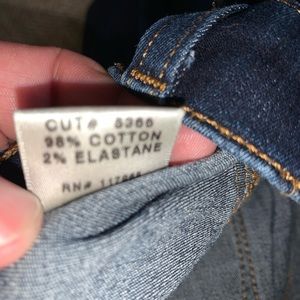 CUT# 5366
98% COTTON
2% ELASTANE
RN#